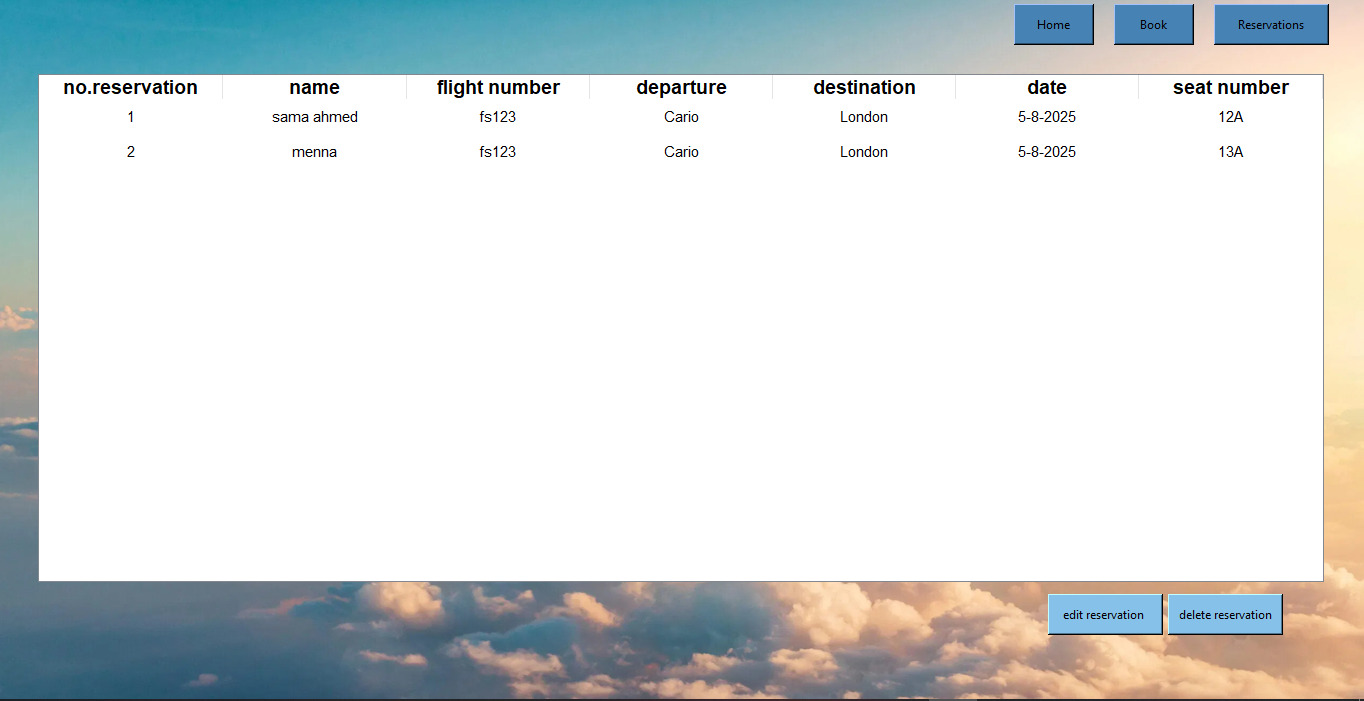 Home Book Reservations
no.reservation name flight number departure destination date seat number
1 sama ahmed fs123 Cario London 5-8-2025 12A
2 menna fs123 Cario London 5-8-2025 13A
edit reservation delete reservation